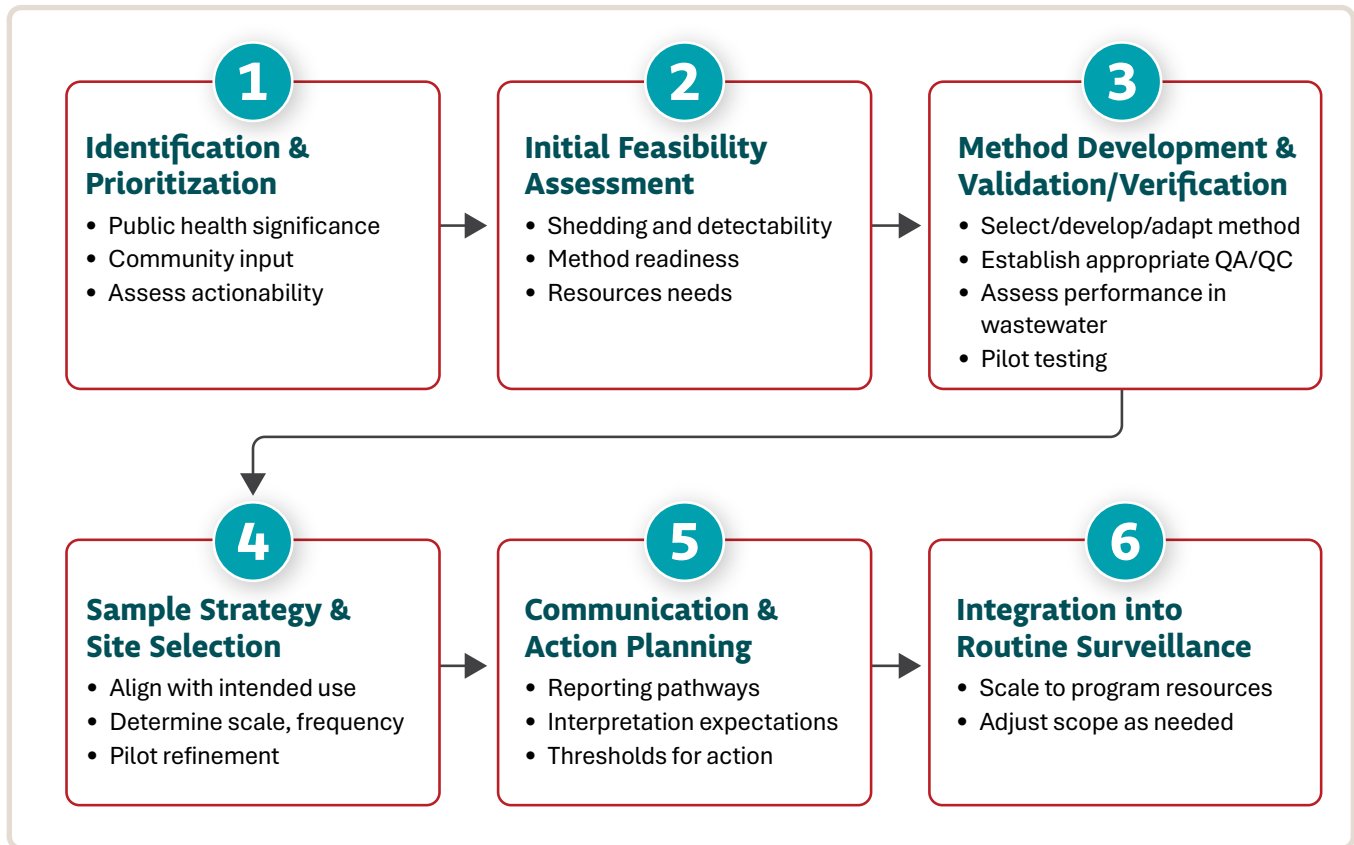 1
Identification &
Prioritization
• Public health significance
• Community input
• Assess actionability
2
Initial Feasibility
Assessment
• Shedding and detectability
• Method readiness
• Resources needs
3
Method Development &
Validation/Verification
• Select/develop/adapt method
• Establish appropriate QA/QC
• Assess performance in
wastewater
• Pilot testing
4
Sample Strategy &
Site Selection
• Align with intended use
• Determine scale, frequency
• Pilot refinement
5
Communication &
Action Planning
• Reporting pathways
• Interpretation expectations
• Thresholds for action
6
Integration into
Routine Surveillance
• Scale to program resources
• Adjust scope as needed